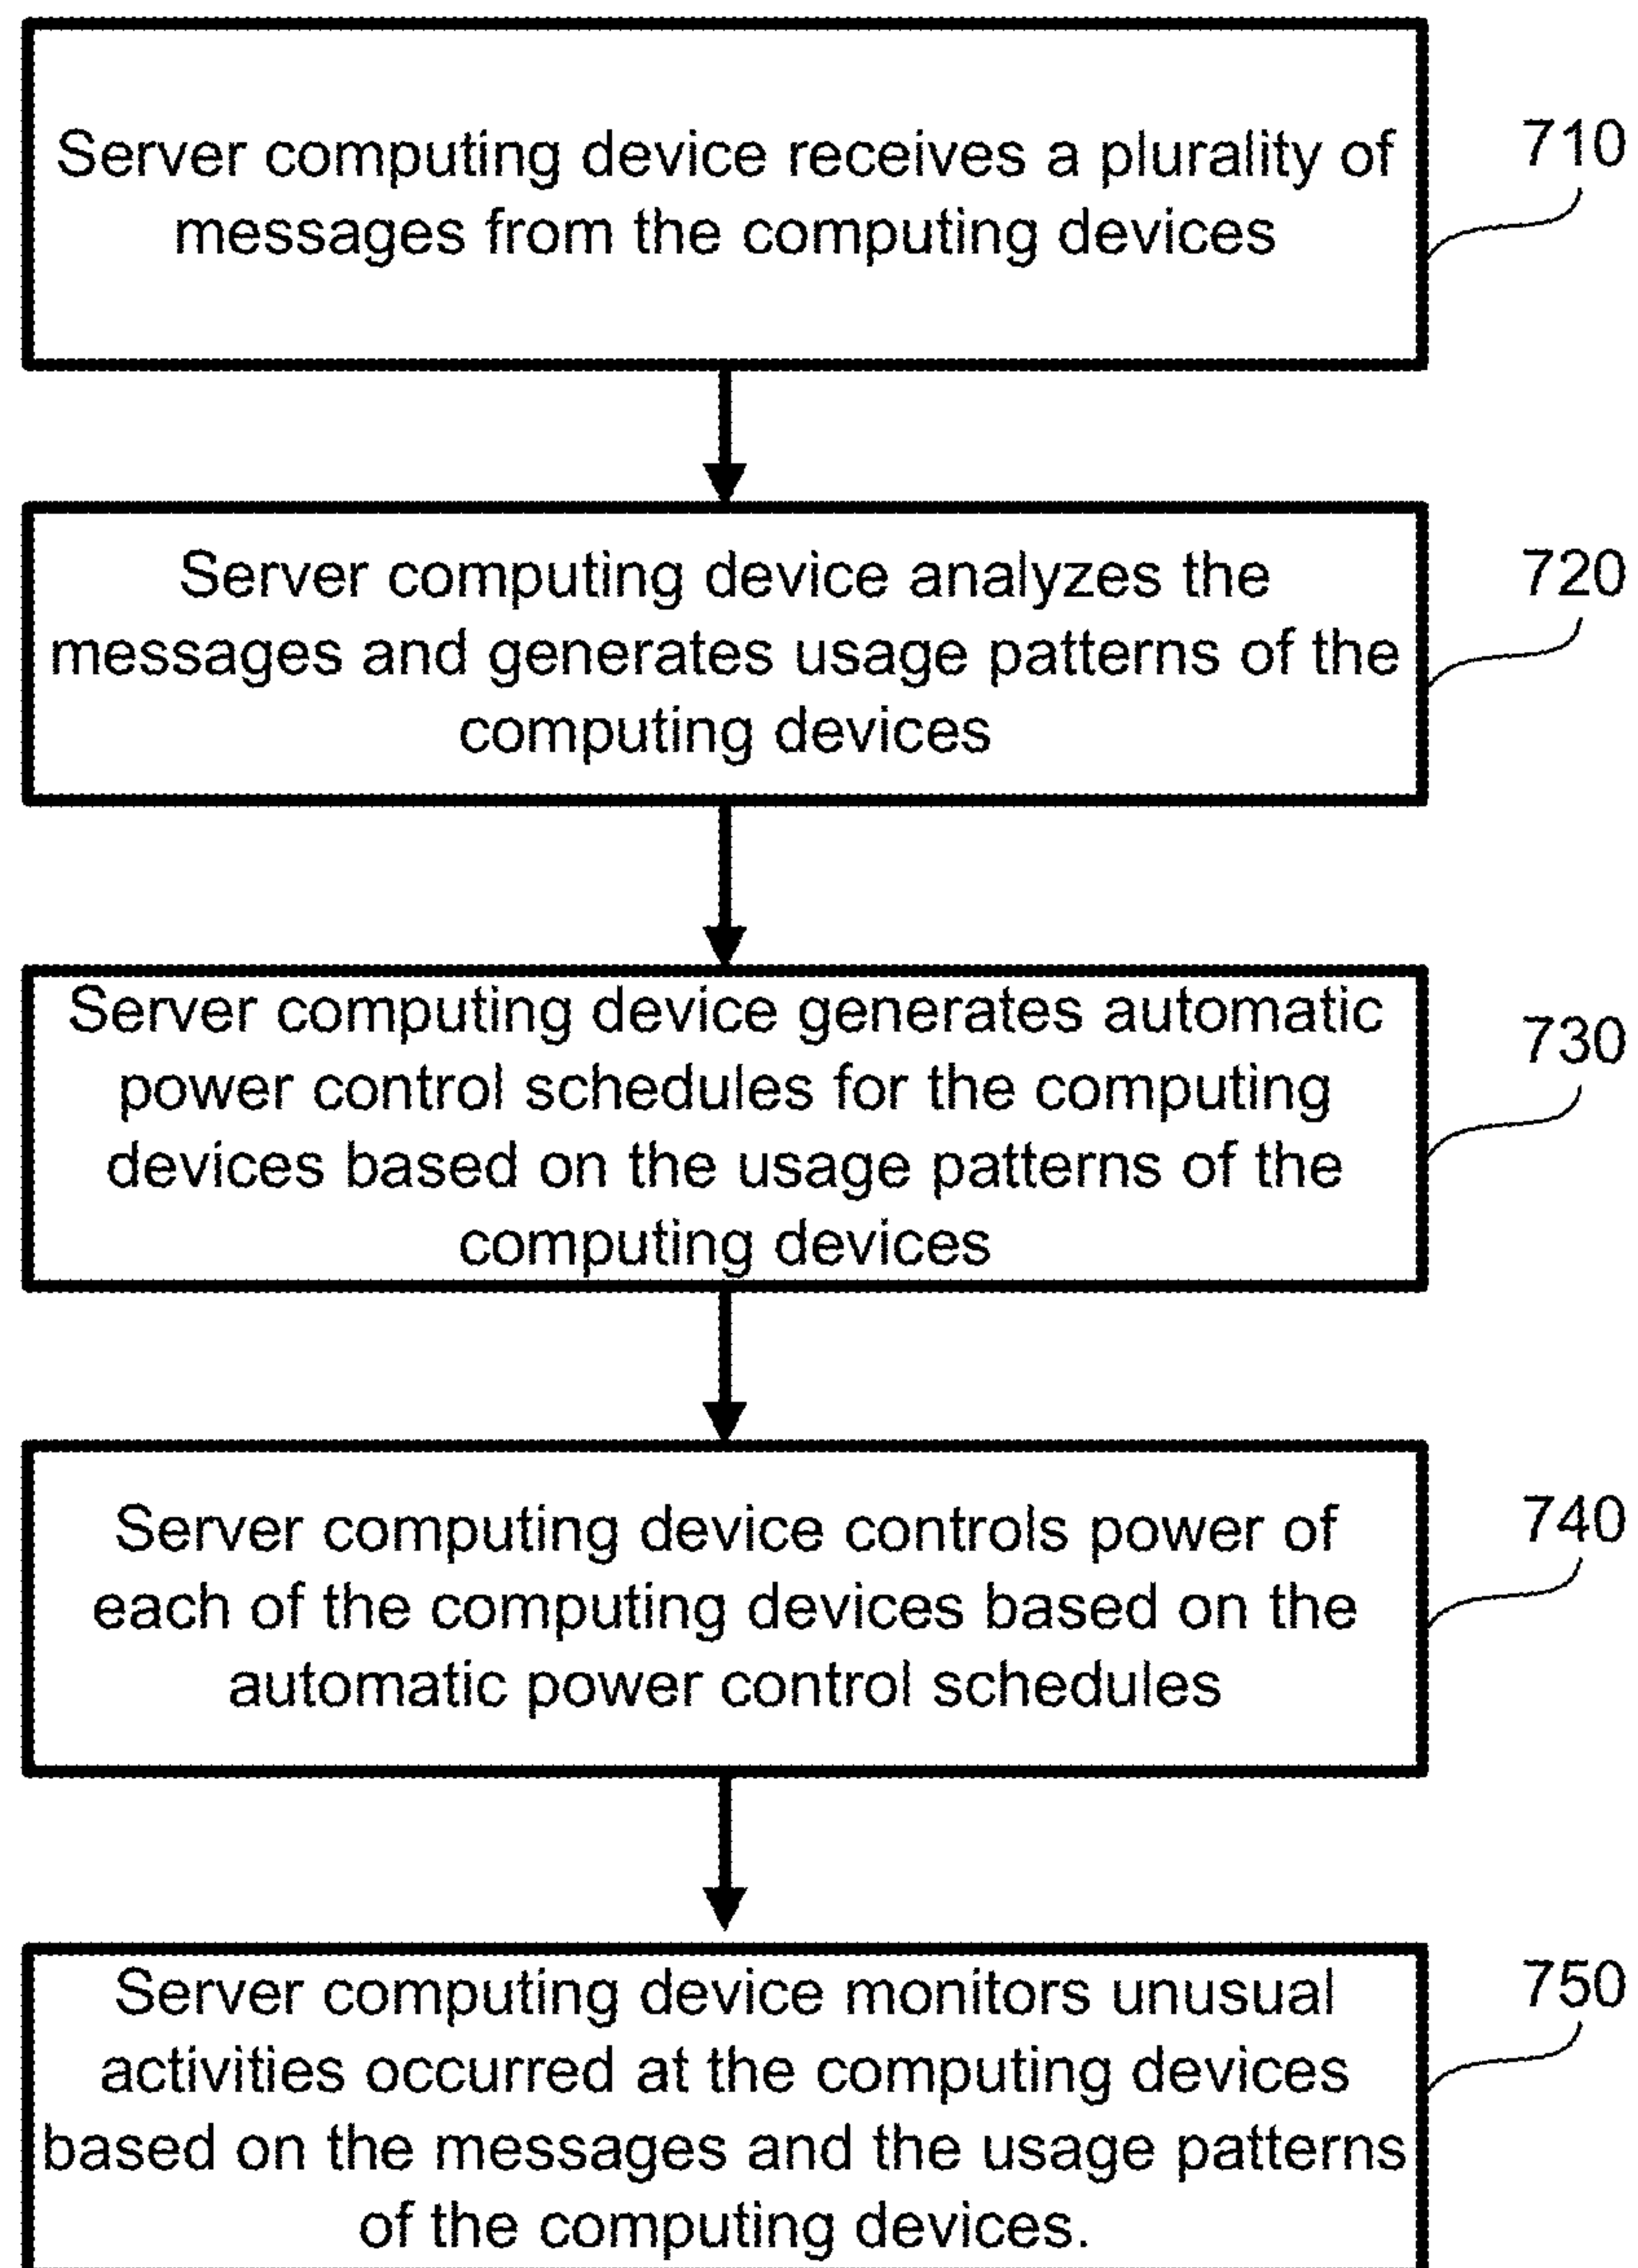 Server computing device receives a plurality of
messages from the computing devices
710
Server computing device analyzes the
messages and generates usage patterns of the
computing devices
720
Server computing device generates automatic
power control schedules for the computing
devices based on the usage patterns of the
computing devices
730
Server computing device controls power of
each of the computing devices based on the
automatic power control schedules
740
Server computing device monitors unusual
activities occurred at the computing devices
based on the messages and the usage patterns
of the computing devices.
750